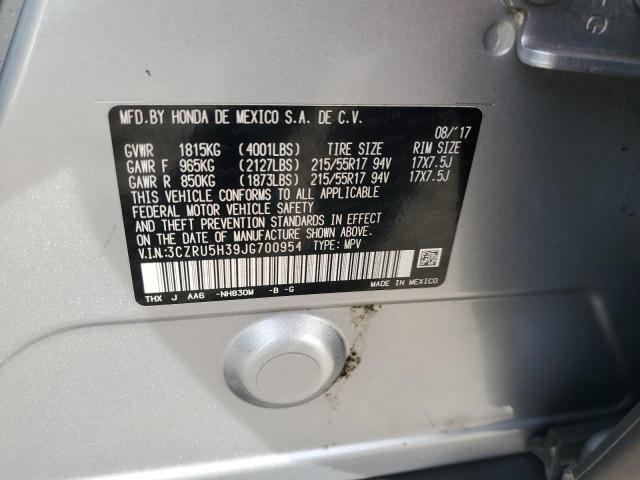 MFD.BY HONDA DE MEXICO S.A. DE C.V. 08/'17
GVWR 1815KG (4001LBS) TIRE SIZE RIM SIZE
GAWR F 965KG (2127LBS) 215/55R17 94V 17X7.5J
GAWR R 850KG (1873LBS) 215/55R17 94V 17X7.5J
THIS VEHICLE CONFORMS TO ALL APPLICABLE
FEDERAL MOTOR VEHICLE SAFETY
AND THEFT PREVENTION STANDARDS IN EFFECT
ON THE DATE OF MANUFACTURE SHOWN ABOVE.
V.I.N:3CZRU5H39JG700954 TYPE: MPV
THX J AA6 -NH830M -B -G MADE IN MEXICO